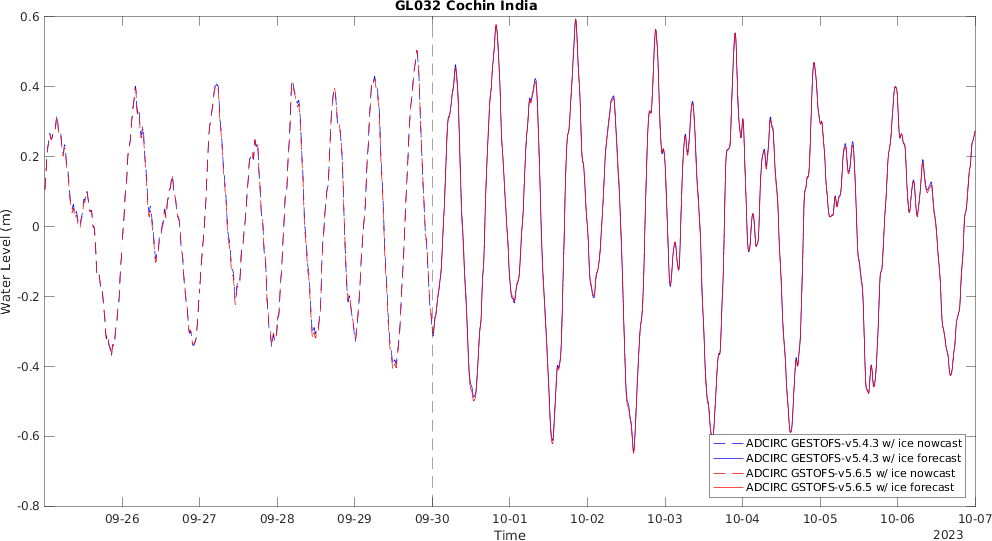 GL032 Cochin India
0.6
0.4
0.2
0
-0.2
-0.4
-0.6
-0.8
Water Level (m)
ADCIRC GESTOFS-v5.4.3 w/ ice nowcast
ADCIRC GESTOFS-v5.4.3 w/ ice forecast
ADCIRC GSTOFS-v5.6.5 w/ ice nowcast
ADCIRC GSTOFS-v5.6.5 w/ ice forecast
09-26 09-27 09-28 09-29 09-30 10-01 10-02 10-03 10-04 10-05 10-06 10-07
Time
2023